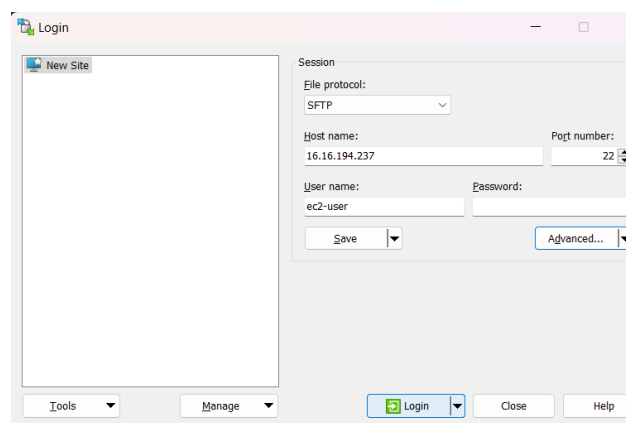 Login
New Site
Session
File protocol:
SFTP
Host name:
Port number:
16.16.194.237
22
User name:
Password:
ec2-user
Save
Advanced...
Tools
Manage
Login
Close
Help